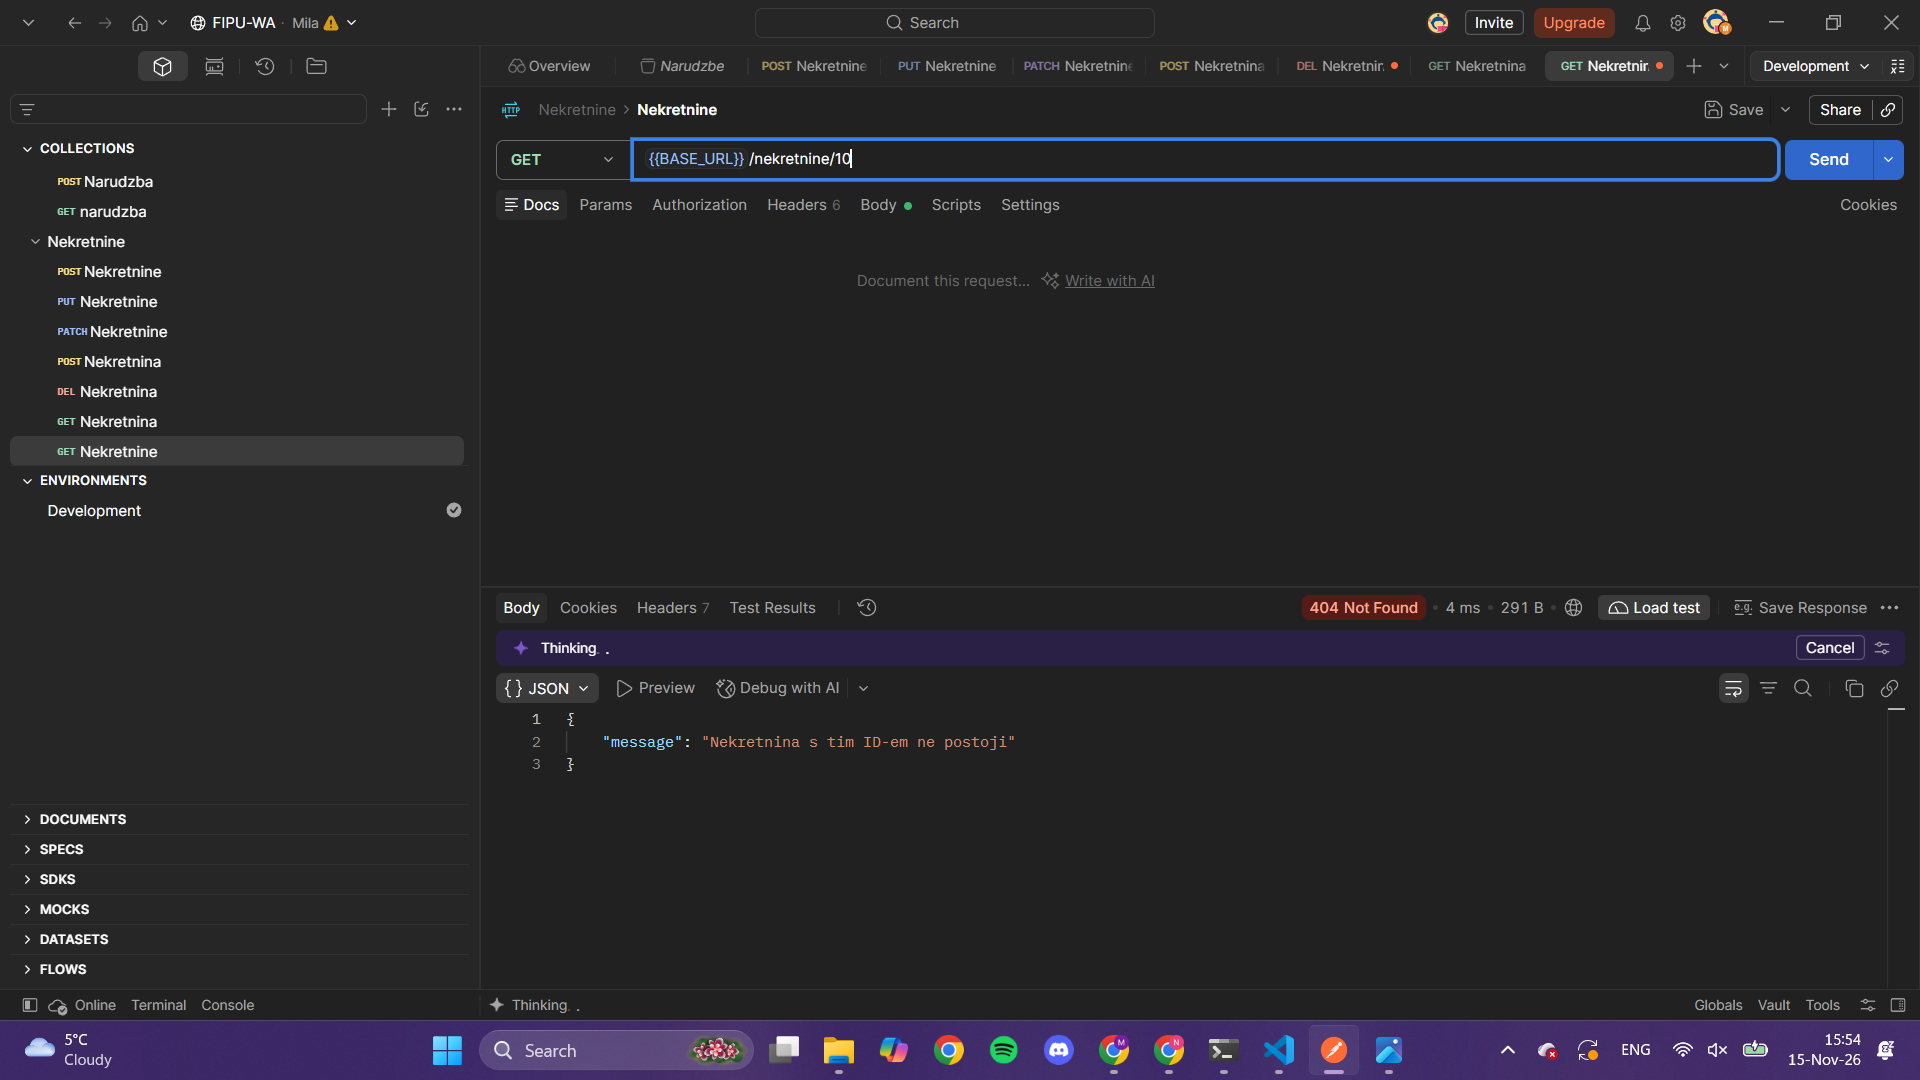 FIPU-WA · Mila
Search
Invite
Upgrade
Overview
Narudzbe
POST Nekretnine
PUT Nekretnine
PATCH Nekretnine
POST Nekretnina
DEL Nekretnir.
GET Nekretnina
GET Nekretnir.
Development
Nekretnine > Nekretnine
Save
Share
COLLECTIONS
POST Narudzba
GET narudzba
Nekretnine
POST Nekretnine
PUT Nekretnine
PATCH Nekretnine
POST Nekretnina
DEL Nekretnina
GET Nekretnina
GET Nekretnine
ENVIRONMENTS
Development
HTTP
GET
{{BASE_URL}} /nekretnine/10
Send
Docs Params Authorization Headers 6 Body Scripts Settings
Cookies
Document this request... Write with AI
Body Cookies Headers 7 Test Results
404 Not Found • 4 ms • 291 B
Load test
e.g. Save Response
Thinking. .
Cancel
{} JSON Preview Debug with AI
1 {
2 "message": "Nekretnina s tim ID-em ne postoji"
3 }
DOCUMENTS
SPECS
SDKS
MOCKS
DATASETS
FLOWS
Online Terminal Console
Thinking. .
Globals Vault Tools
5°C
Cloudy
Search
M
N
ENG
15:54
15-Nov-26